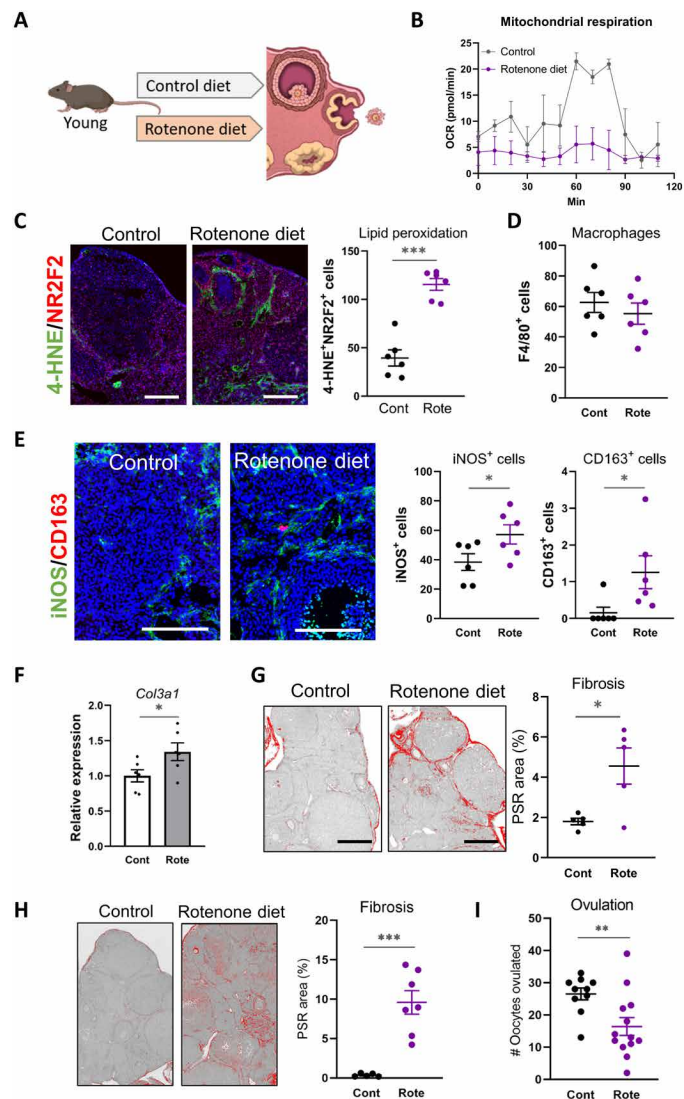 A
Young
Control diet
Rotenone diet
B
Mitochondrial respiration
Control
Rotenone diet
OCR (pmol/min)
25
20
15
10
5
0
0
30
60
90
120
Min
C
Control
Rotenone diet
4-HNE/NR2F2
Lipid peroxidation
***
4-HNE⁺NR2F2⁺ cells
150
100
50
0
Cont
Rote
D
Macrophages
F4/80⁺ cells
100
80
60
40
20
0
Cont
Rote
E
Control
Rotenone diet
iNOS/CD163
iNOS⁺ cells
*
iNOS⁺ cells
100
80
60
40
20
0
Cont
Rote
CD163⁺ cells
*
CD163⁺ cells
4
3
2
1
0
Cont
Rote
F
Col3a1
*
Relative expression
2.0
1.5
1.0
0.5
0.0
Cont
Rote
G
Control
Rotenone diet
Fibrosis
*
PSR area (%)
8
6
4
2
0
Cont
Rote
H
Control
Rotenone diet
Fibrosis
***
PSR area (%)
20
15
10
5
0
Cont
Rote
I
Ovulation
**
# Oocytes ovulated
50
40
30
20
10
0
Cont
Rote